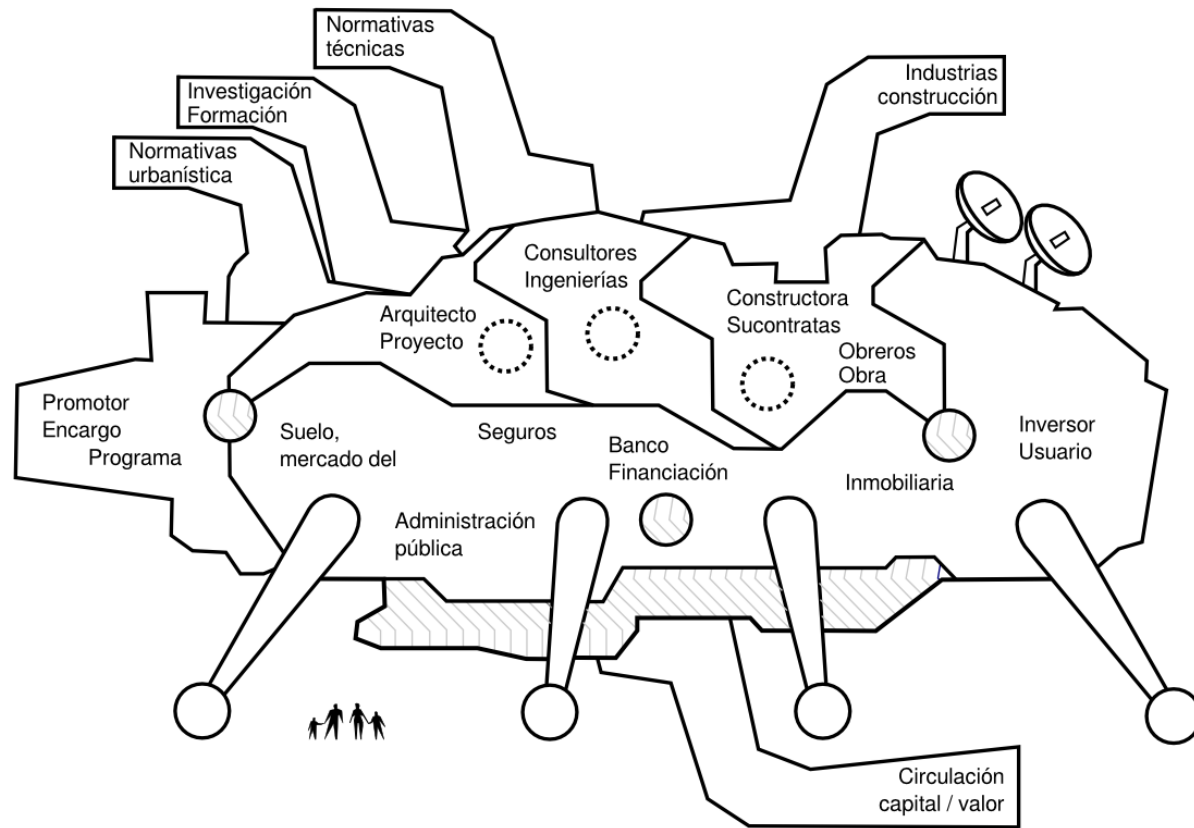 Normativas
técnicas
Investigación
Formación
Normativas
urbanística
Industrias
construcción
Consultores
Ingenierías
Arquitecto
Proyecto
Constructora
Sucontratas
Obreros
Obra
Promotor
Encargo
Programa
Suelo,
mercado del
Seguros
Banco
Financiación
Inmobiliaria
Inversor
Usuario
Administración
pública
Circulación
capital / valor